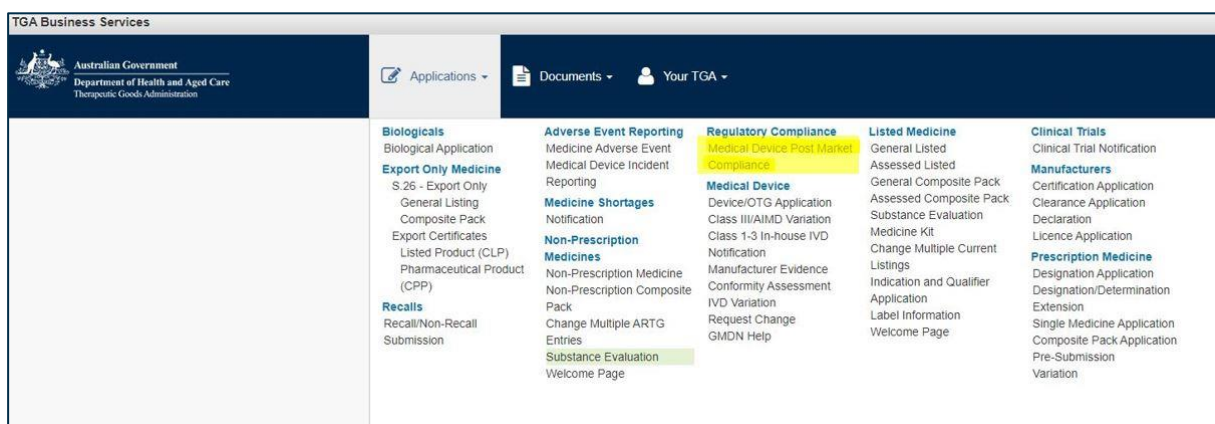 TGA Business Services
Australian Government
Department of Health and Aged Care
Therapeutic Goods Administration
Applications
Documents
Your TGA
Biologicals
Biological Application
Export Only Medicine
S.26 - Export Only
General Listing
Composite Pack
Export Certificates
Listed Product (CLP)
Pharmaceutical Product
(CPP)
Recalls
Recall/Non-Recall
Submission
Adverse Event Reporting
Medicine Adverse Event
Medical Device Incident
Reporting
Medicine Shortages
Notification
Non-Prescription
Medicines
Non-Prescription Medicine
Non-Prescription Composite
Pack
Change Multiple ARTG
Entries
Substance Evaluation
Welcome Page
Regulatory Compliance
Medical Device Post Market
Compliance
Medical Device
Device/OTG Application
Class III/AIMD Variation
Class 1-3 In-house IVD
Notification
Manufacturer Evidence
Conformity Assessment
IVD Variation
Request Change
GMDN Help
Listed Medicine
General Listed
Assessed Listed
General Composite Pack
Assessed Composite Pack
Substance Evaluation
Medicine Kit
Change Multiple Current
Listings
Indication and Qualifier
Application
Label Information
Welcome Page
Clinical Trials
Clinical Trial Notification
Manufacturers
Certification Application
Clearance Application
Declaration
Licence Application
Prescription Medicine
Designation Application
Designation/Determination
Extension
Single Medicine Application
Composite Pack Application
Pre-Submission
Variation